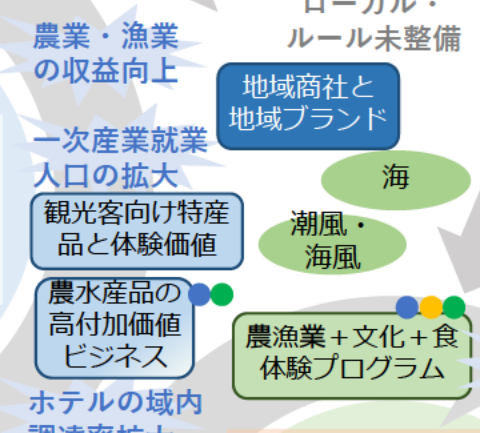 ローカル・
ルール未整備
農業・漁業
の収益向上
地域商社と
地域ブランド
一次産業就業
人口の拡大
海
観光客向け特産
品と体験価値
潮風・
海風
農水産品の
高付加価値
ビジネス
農漁業＋文化＋食
体験プログラム
ホテルの域内